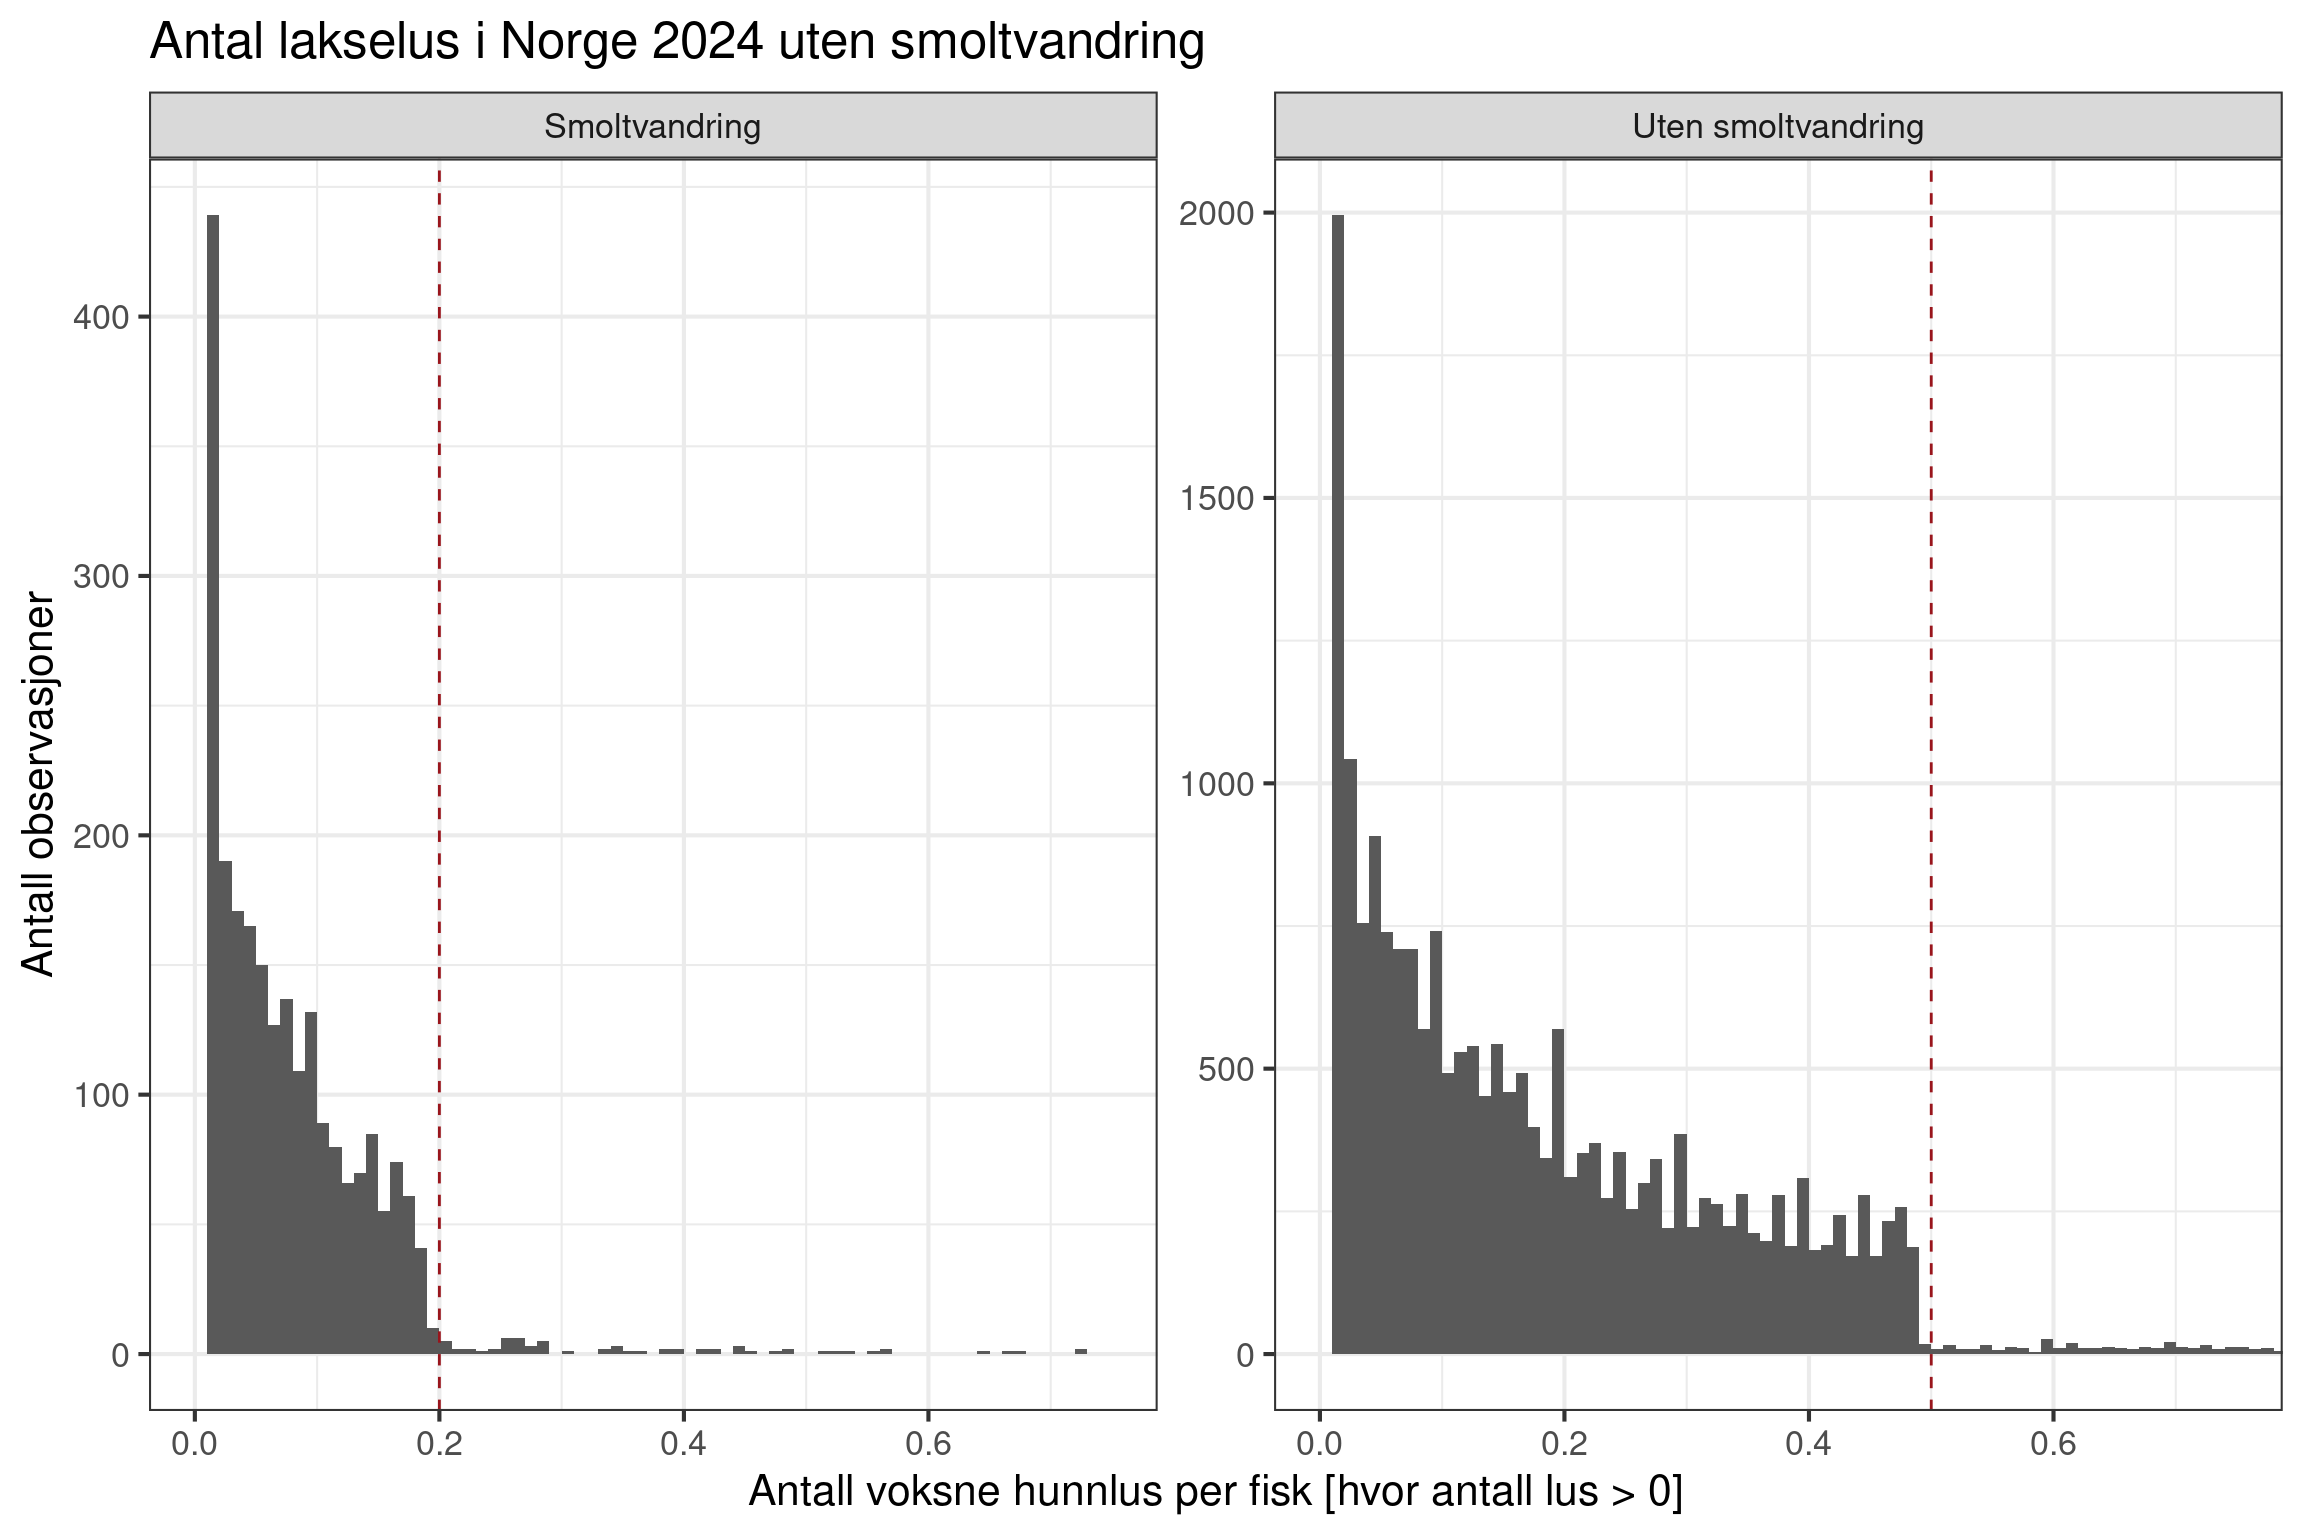 Antal lakselus i Norge 2024 uten smoltvandring
Smoltvandring
Uten smoltvandring
Antall observasjoner
400
300
200
100
0
2000
1500
1000
500
0
0.0 0.2 0.4 0.6
0.0 0.2 0.4 0.6
Antall voksne hunnlus per fisk [hvor antall lus > 0]